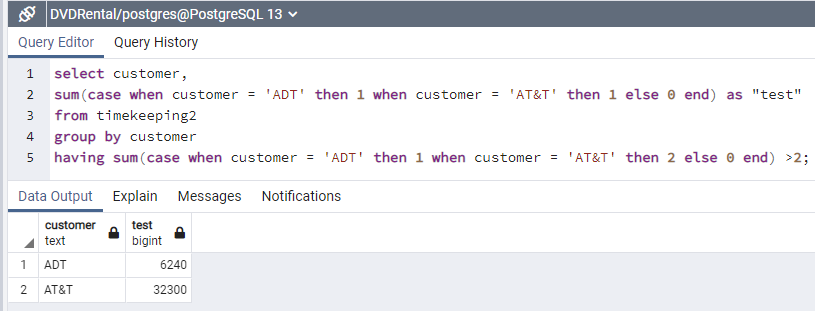 DVDRental/postgres@PostgreSQL 13
Query Editor Query History
1 select customer,
2 sum(case when customer = 'ADT' then 1 when customer = 'AT&T' then 1 else 0 end) as "test"
3 from timekeeping2
4 group by customer
5 having sum(case when customer = 'ADT' then 1 when customer = 'AT&T' then 2 else 0 end) >2;
Data Output Explain Messages Notifications
customer test
text bigint
1 ADT 6240
2 AT&T 32300